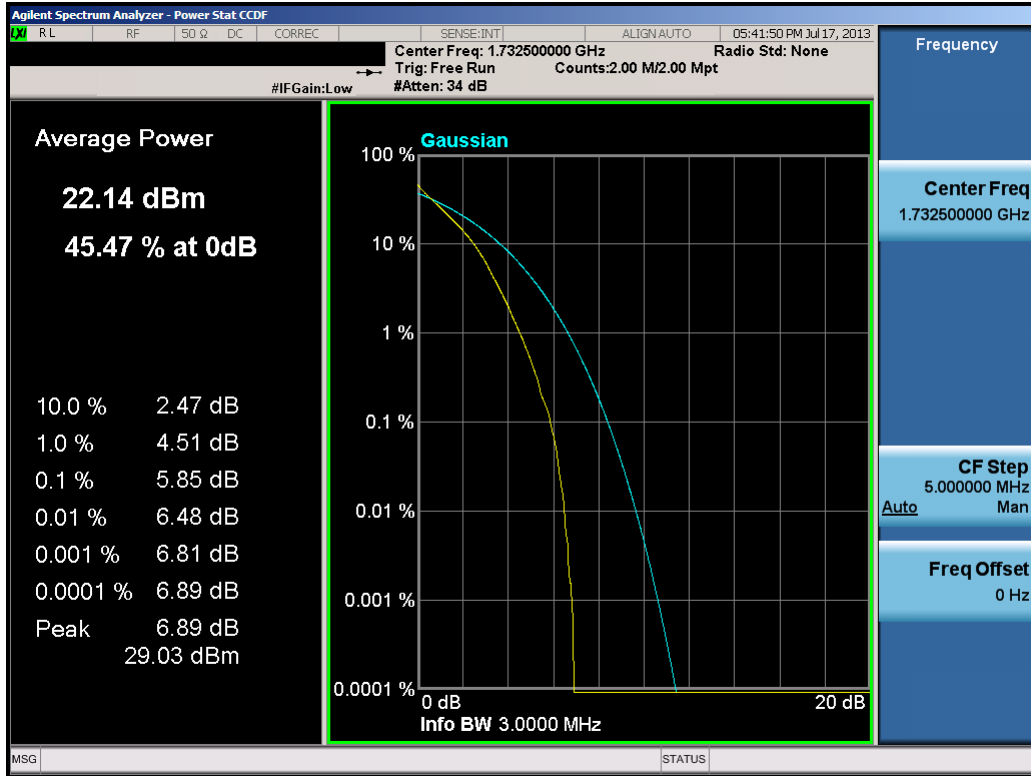 Agilent Spectrum Analyzer - Power Stat CCDF
LXI RL RF 50 Ω DC CORREC SENSE:INT ALIGNAUTO 05:41:50 PM Jul 17, 2013
Center Freq: 1.732500000 GHz Radio Std: None
Trig: Free Run Counts:2.00 M/2.00 Mpt
#IFGain:Low #Atten: 34 dB
Average Power
22.14 dBm
45.47 % at 0dB
10.0 % 2.47 dB
1.0 % 4.51 dB
0.1 % 5.85 dB
0.01 % 6.48 dB
0.001 % 6.81 dB
0.0001 % 6.89 dB
Peak 6.89 dB
29.03 dBm
Gaussian
100 %
10 %
1 %
0.1 %
0.01 %
0.001 %
0.0001 %
0 dB 20 dB
Info BW 3.0000 MHz
Frequency
Center Freq
1.732500000 GHz
CF Step
5.000000 MHz
Auto Man
Freq Offset
0 Hz
MSG STATUS